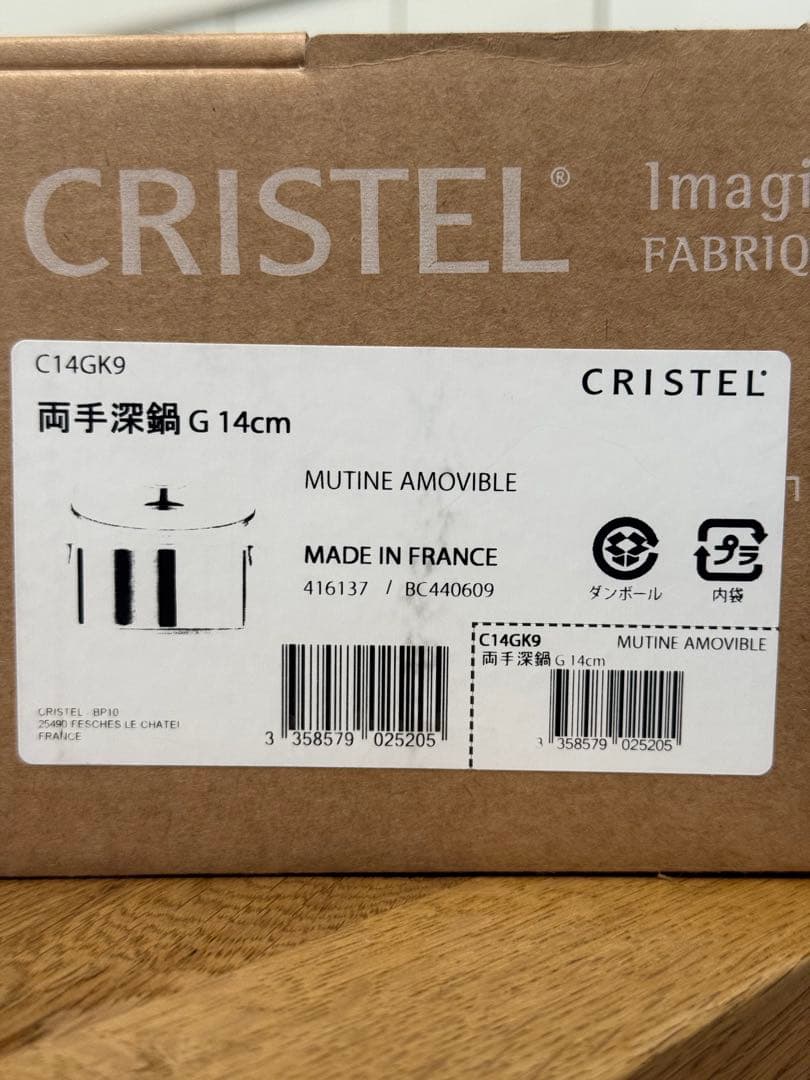 CRISTEL®
Imagi
FABRIQ
C14GK9
CRISTEL
両手深鍋 G 14cm
MUTINE AMOVIBLE
MADE IN FRANCE
416137 / BC440609
プラ
ダンボール
内袋
C14GK9 MUTINE AMOVIBLE
両手深鍋 G 14cm
CRISTEL BP10
25490 FESCHES LE CHATEL
FRANCE
3 358579 025205
3 358579 025205